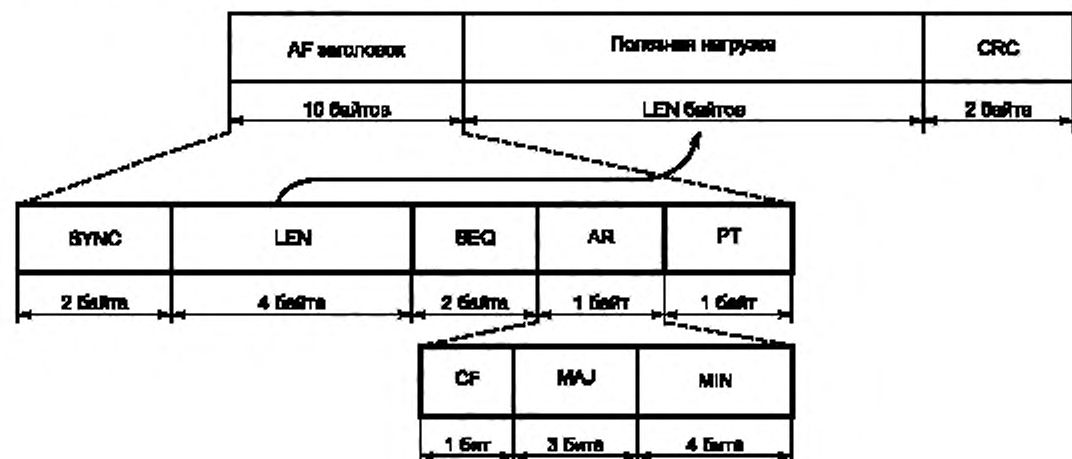 AF заголовок Полезная нагрузка CRC
10 байтов LEN байтов 2 байта
SYNC LEN SEQ AR PT
2 байта 4 байта 2 байта 1 байт 1 байт
CF MAJ MIN
1 бит 3 бита 4 бита